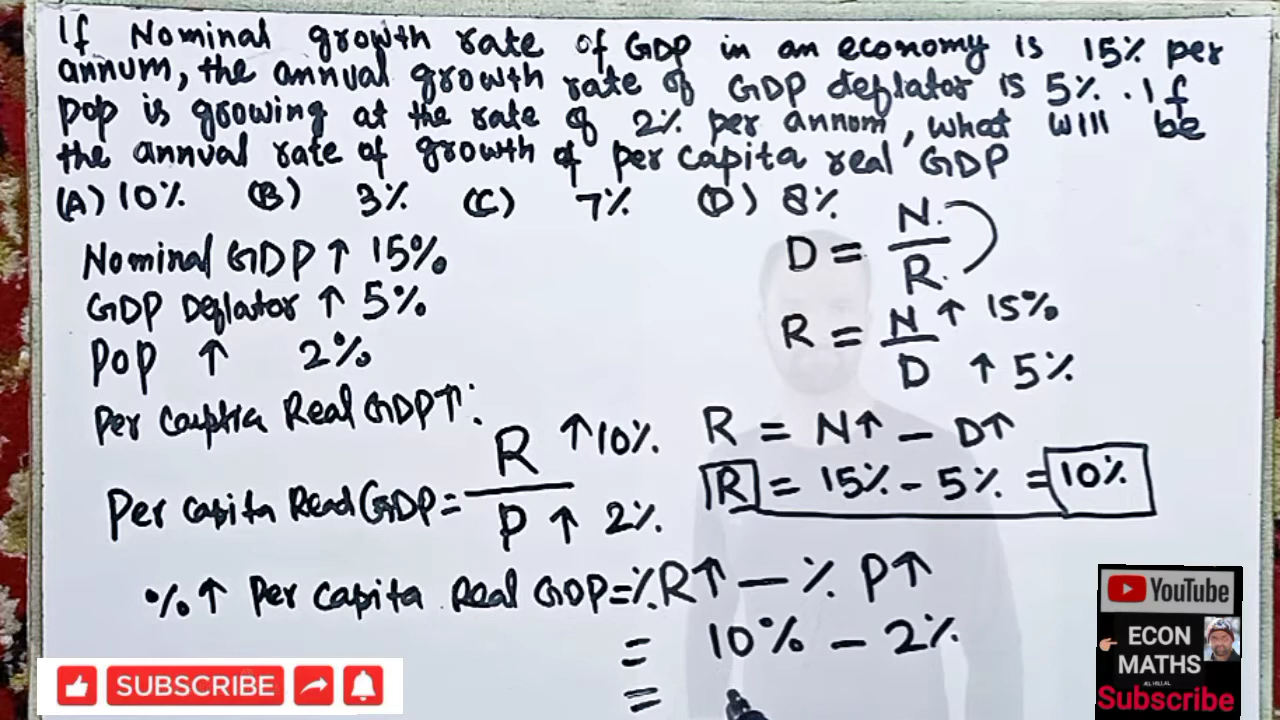 If Nominal growth rate of GDP in an economy is 15% per
annum, the annual growth rate of GDP deflator is 5%. If
Pop is growing at the rate of 2% per annom, what will be
the annual rate of growth of per capita real GDP
(A) 10% (B) 3% (C) 7% (D) 8%
Nominal GDP ↑ 15%
GDP Deflator ↑ 5%
Pop ↑ 2%
Per Capita Real GDP↑:
Per capita Real GDP = R ↑ 10%
P ↑ 2%
D = N.
R.
R = N ↑ 15%
D ↑ 5%
R = N↑ - D↑
R = 15% - 5% = 10%
% ↑ Per Capita Real GDP = % R↑ - % P↑
= 10% - 2%
=
SUBSCRIBE
YouTube
ECON
MATHS
Subscribe